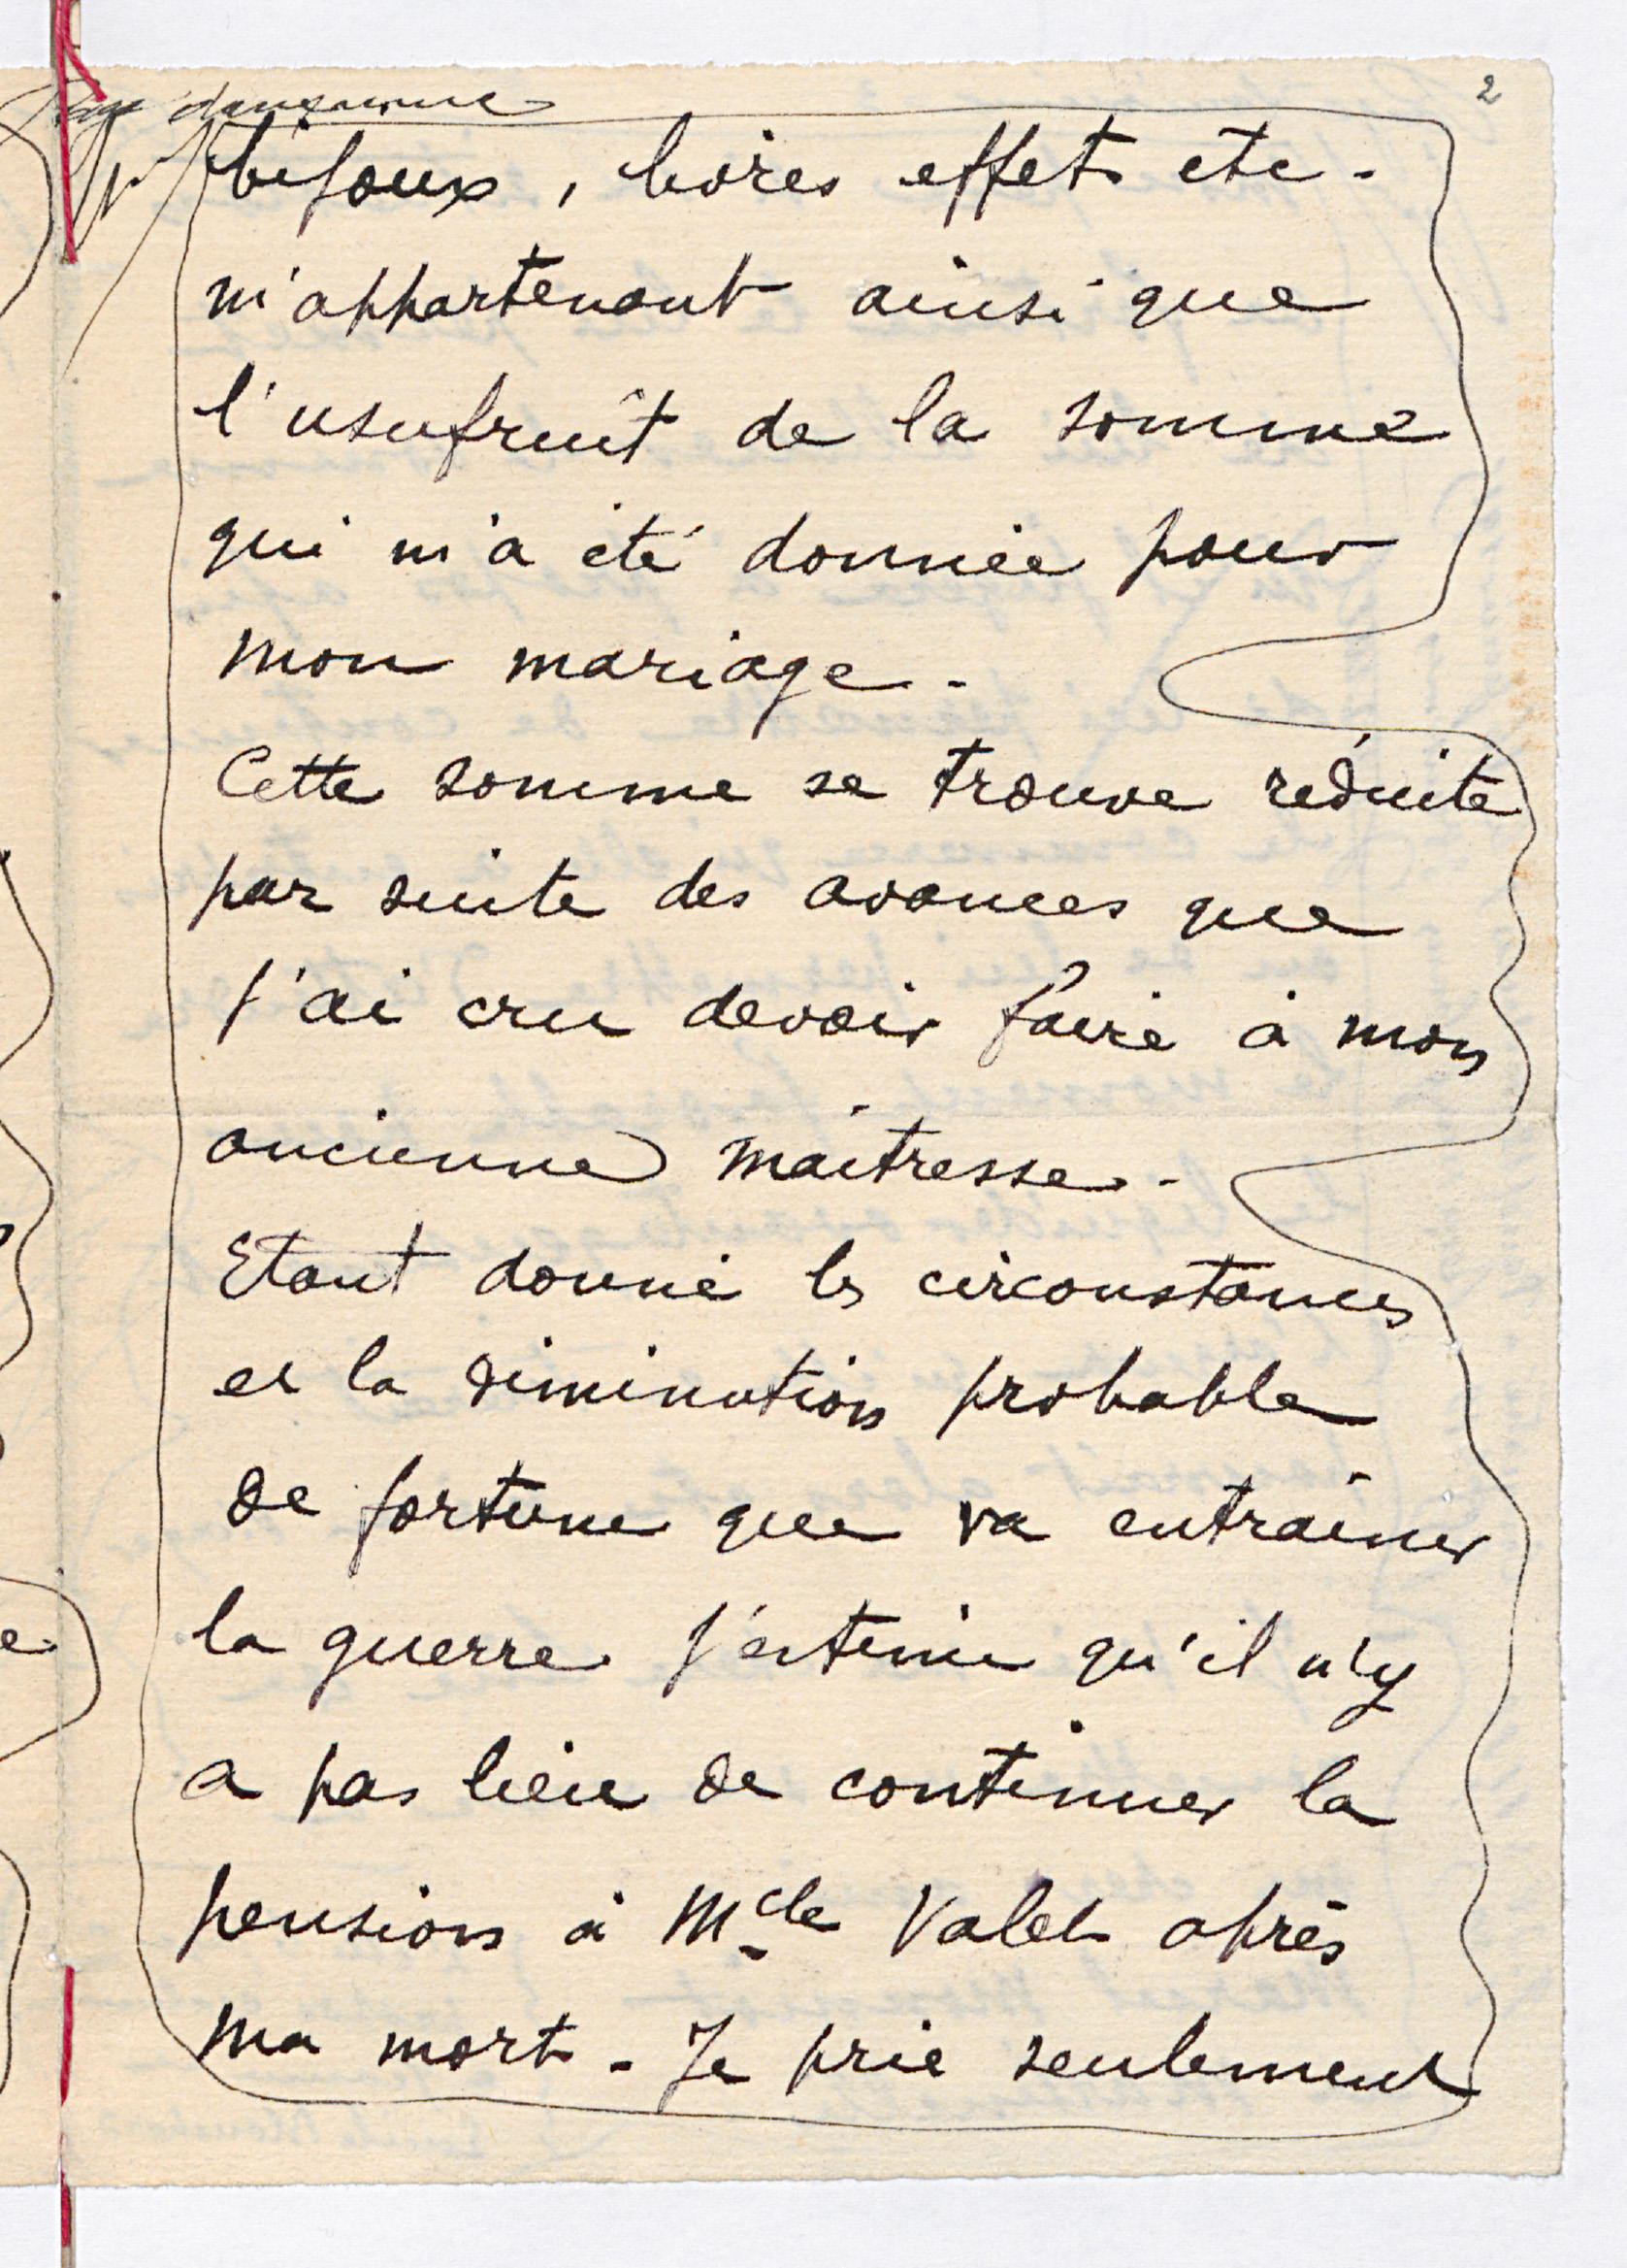 2
bijoux, livres effets etc.
m'appartenant ainsi que
l'usufruit de la somme
qui m'a été donnée pour
mon mariage.
Cette somme se trouve réduite
par suite des avances que
j'ai cru devoir faire à mon
ancienne maîtresse.
Etant donné les circonstances
et la diminution probable
de fortune que va entraîner
la guerre j'estime qu'il n'y
a pas lieu de continuer la
pension à Melle Valet après
ma mort. Je prie seulement